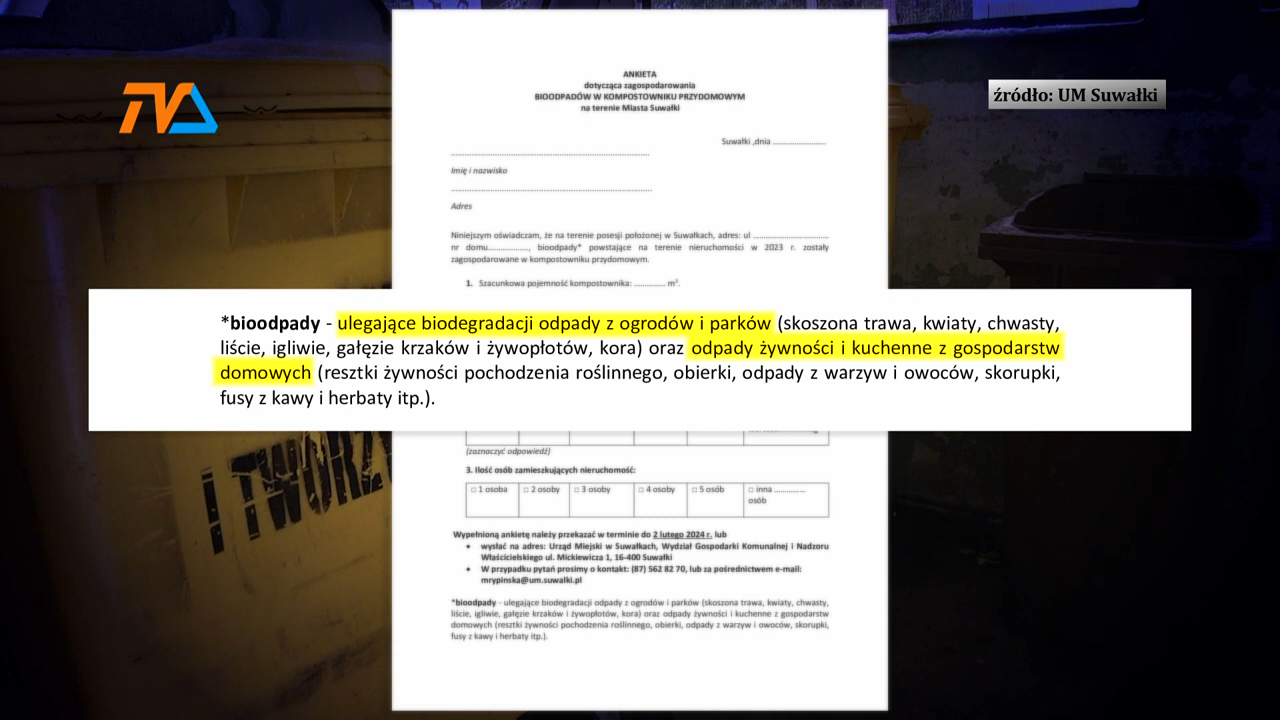 TVA
źródło: UM Suwałki
ANKIETA
dotycząca zagospodarowania
BIOODPADÓW W KOMPOSTOWNIKU PRZYDOMOWYM
na terenie Miasta Suwałki
Suwałki ,dnia ........................
................................................................................
Imię i nazwisko
.................................................................................
Adres
Niniejszym oświadczam, że na terenie posesji położonej w Suwałkach, adres: ul ..............................
nr domu................, bioodpady* powstające na terenie nieruchomości w 2023 r. zostały
zagospodarowane w kompostowniku przydomowym.
1. Szacunkowa pojemność kompostownika: ............ m³.
*bioodpady - ulegające biodegradacji odpady z ogrodów i parków (skoszona trawa, kwiaty, chwasty,
liście, igliwie, gałęzie krzaków i żywopłotów, kora) oraz odpady żywności i kuchenne z gospodarstw
domowych (resztki żywności pochodzenia roślinnego, obierki, odpady z warzyw i owoców, skorupki,
fusy z kawy i herbaty itp.).
(zaznaczyć odpowiedź)
3. Ilość osób zamieszkujących nieruchomość:
□ 1 osoba □ 2 osoby □ 3 osoby □ 4 osoby □ 5 osób □ inna ..............
osób
Wypełnioną ankietę należy przekazać w terminie do 2 lutego 2024 r. lub
• wysłać na adres: Urząd Miejski w Suwałkach, Wydział Gospodarki Komunalnej i Nadzoru
Właścicielskiego ul. Mickiewicza 1, 16-400 Suwałki
• W przypadku pytań prosimy o kontakt: (87) 562 82 70, lub za pośrednictwem e-mail:
mrypinska@um.suwalki.pl
*bioodpady - ulegające biodegradacji odpady z ogrodów i parków (skoszona trawa, kwiaty, chwasty,
liście, igliwie, gałęzie krzaków i żywopłotów, kora) oraz odpady żywności i kuchenne z gospodarstw
domowych (resztki żywności pochodzenia roślinnego, obierki, odpady z warzyw i owoców, skorupki,
fusy z kawy i herbaty itp.).
I TWORZ